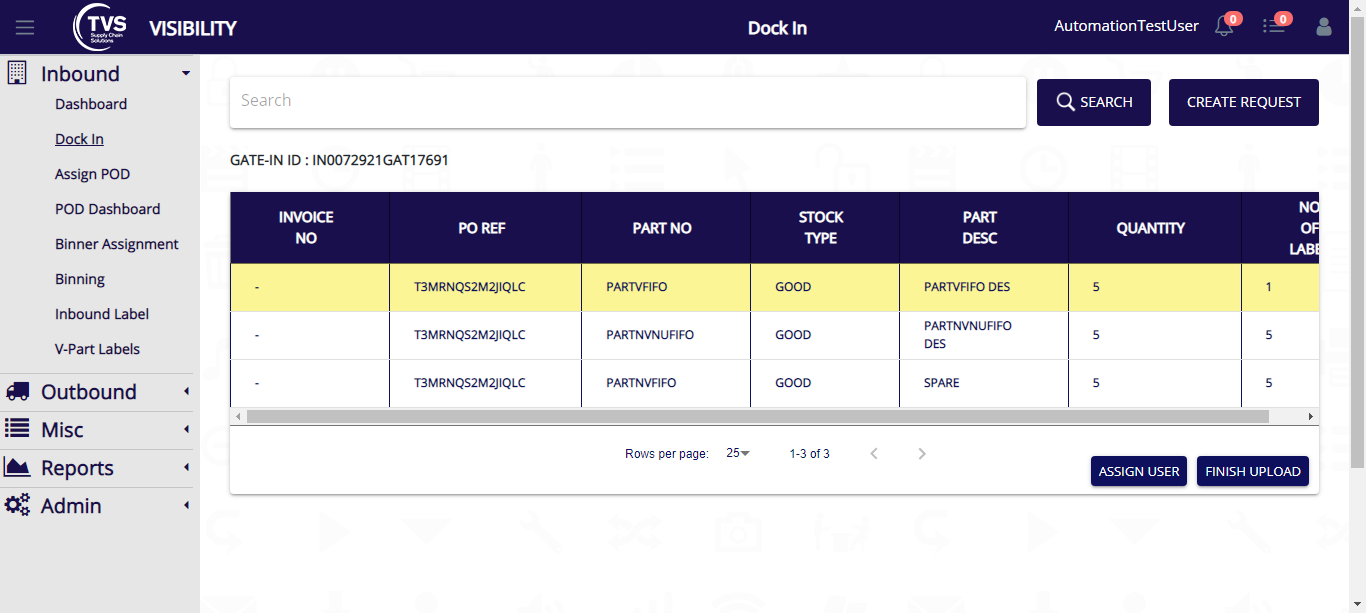 TVS
Supply Chain
Solutions
VISIBILITY
Dock In
AutomationTestUser
0
0
Inbound
Dashboard
Dock In
Assign POD
POD Dashboard
Binner Assignment
Binning
Inbound Label
V-Part Labels
Outbound
Misc
Reports
Admin
Search
SEARCH
CREATE REQUEST
GATE-IN ID : IN0072921GAT17691
INVOICE NO PO REF PART NO STOCK TYPE PART DESC QUANTITY NO OF LABE
- T3MRNQS2M2JIQLC PARTVFIFO GOOD PARTVFIFO DES 5 1
- T3MRNQS2M2JIQLC PARTNVNUFIFO GOOD PARTNVNUFIFO DES 5 5
- T3MRNQS2M2JIQLC PARTNVFIFO GOOD SPARE 5 5
Rows per page: 25 1-3 of 3
ASSIGN USER
FINISH UPLOAD